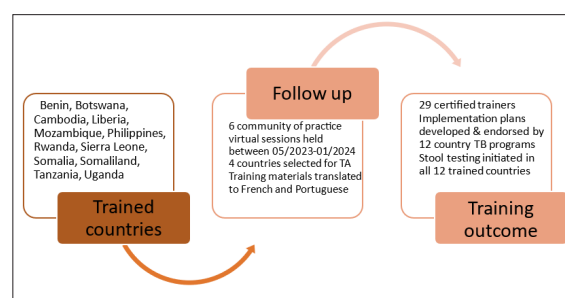 Benin, Botswana,
Cambodia, Liberia,
Mozambique, Philippines,
Rwanda, Sierra Leone,
Somalia, Somaliland,
Tanzania, Uganda
Trained
countries
Follow up
6 community of practice
virtual sessions held
between 05/2023-01/2024
4 countries selected for TA
Training materials translated
to French and Portuguese
29 certified trainers
Implementation plans
developed & endorsed by
12 country TB programs
Stool testing initiated in
all 12 trained countries
Training
outcome